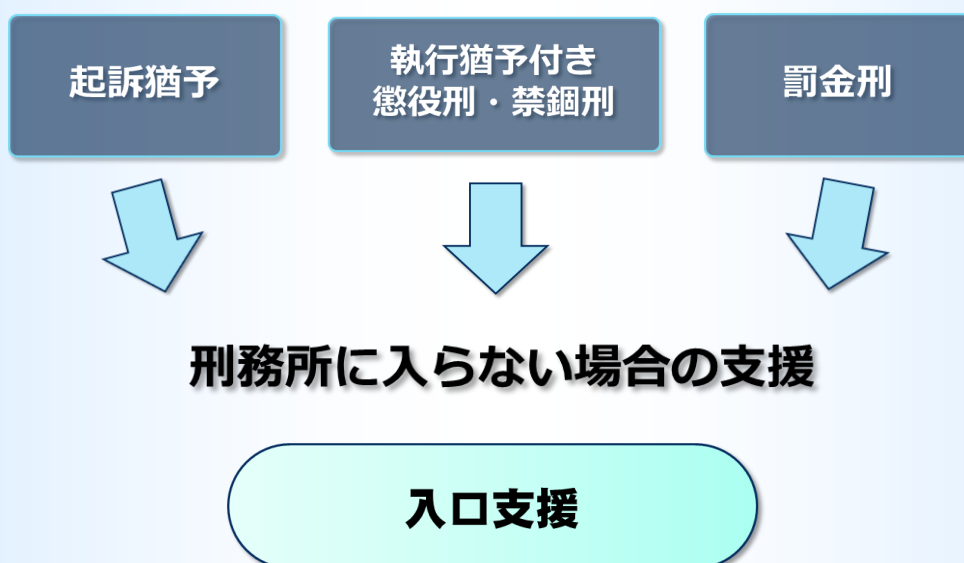 起訴猶予
執行猶予付き
懲役刑・禁錮刑
罰金刑
刑務所に入らない場合の支援
入口支援